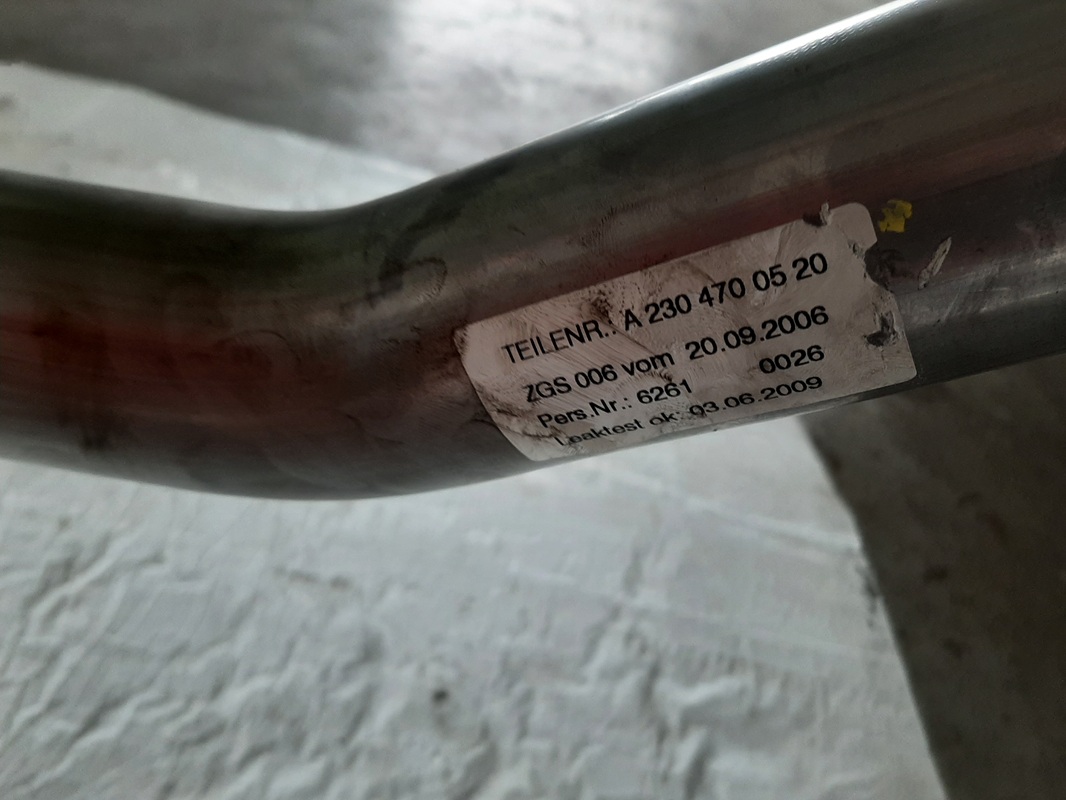 TEILENR.: A 230 470 05 20
ZGS 006 vom 20.09.2006
Pers.Nr.: 6261 0026
Leaktest ok: 03.06.2009